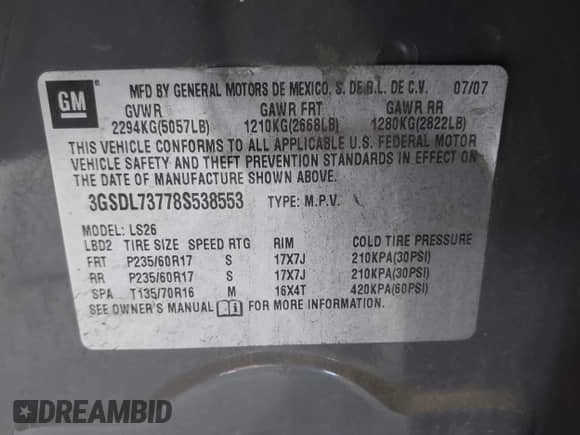 GM
®
MFD BY GENERAL MOTORS DE MEXICO, S. DE R.L. DE C.V. 07/07
GVWR GAWR FRT GAWR RR
2294KG(5057LB) 1210KG(2668LB) 1280KG(2822LB)
THIS VEHICLE CONFORMS TO ALL APPLICABLE U.S. FEDERAL MOTOR
VEHICLE SAFETY AND THEFT PREVENTION STANDARDS IN EFFECT ON
THE DATE OF MANUFACTURE SHOWN ABOVE.
3GSDL73778S538553 TYPE: M.P.V.
MODEL: LS26
LBD2 TIRE SIZE SPEED RTG RIM COLD TIRE PRESSURE
FRT P235/60R17 S 17X7J 210KPA(30PSI)
RR P235/60R17 S 17X7J 210KPA(30PSI)
SPA T135/70R16 M 16X4T 420KPA(60PSI)
SEE OWNER'S MANUAL FOR MORE INFORMATION.
DREAMBID